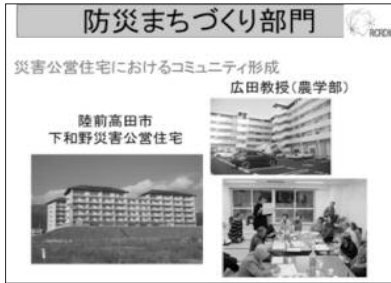 防災まちづくり部門
災害公営住宅におけるコミュニティ形成
広田教授（農学部）
陸前高田市
下和野災害公営住宅